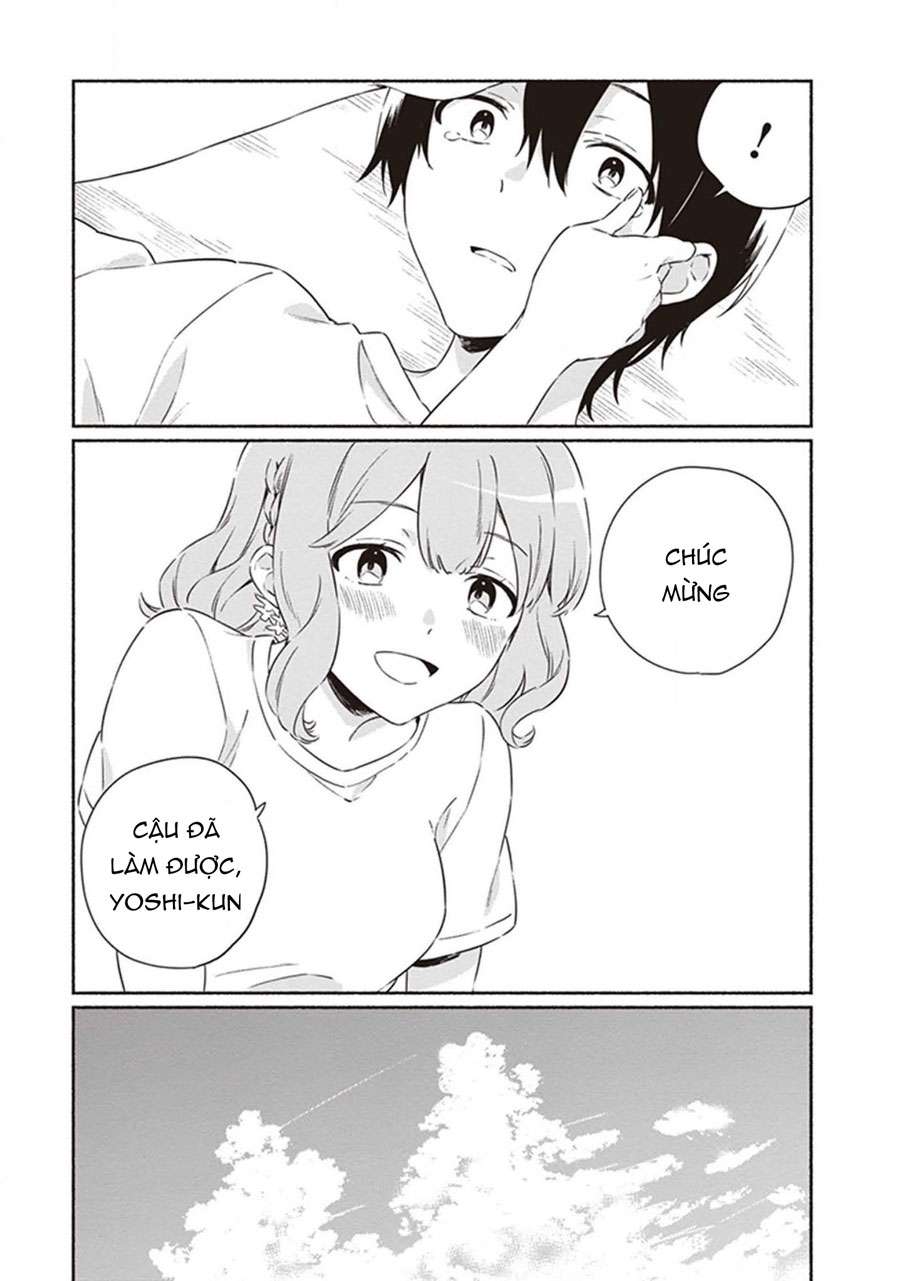 !
CHÚC
MỪNG
CẬU ĐÃ
LÀM ĐƯỢC,
YOSHI-KUN